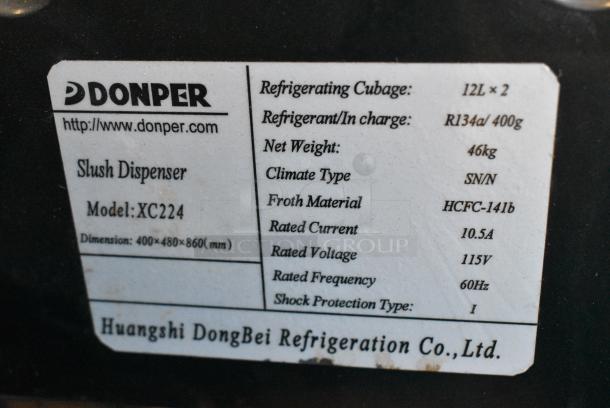 DONPER
http://www.donper.com
Slush Dispenser
Model:XC224
Dimension: 400×480×860(mm)
Refrigerating Cubage: 12L × 2
Refrigerant/In charge: R134a/ 400g
Net Weight: 46kg
Climate Type SN/N
Froth Material HCFC-141b
Rated Current 10.5A
Rated Voltage 115V
Rated Frequency 60Hz
Shock Protection Type: I
Huangshi DongBei Refrigeration Co.,Ltd.
AUCTION GROUP